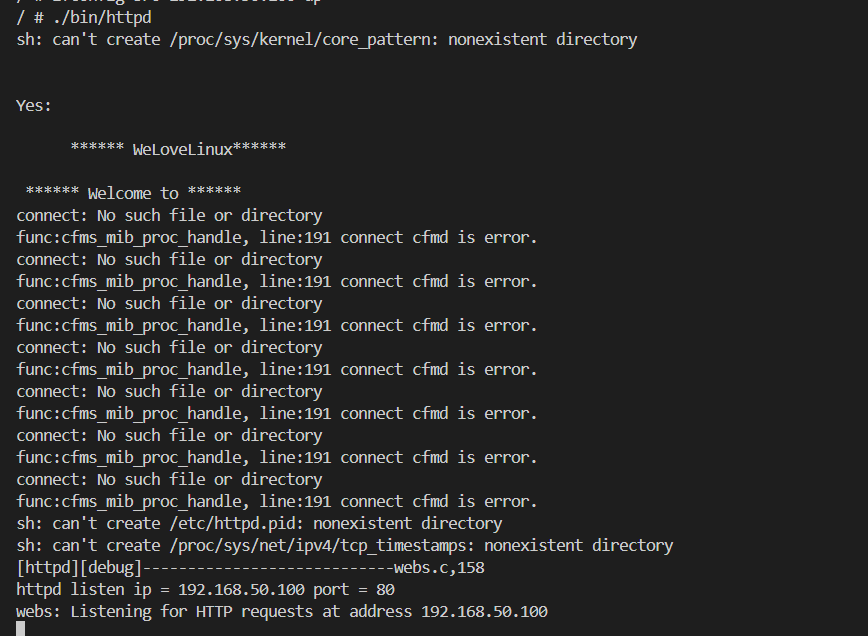 / # ifconfig br0 192.168.50.100 up
/ # ./bin/httpd
sh: can't create /proc/sys/kernel/core_pattern: nonexistent directory
Yes:
****** WeLoveLinux******
****** Welcome to ******
connect: No such file or directory
func:cfms_mib_proc_handle, line:191 connect cfmd is error.
connect: No such file or directory
func:cfms_mib_proc_handle, line:191 connect cfmd is error.
connect: No such file or directory
func:cfms_mib_proc_handle, line:191 connect cfmd is error.
connect: No such file or directory
func:cfms_mib_proc_handle, line:191 connect cfmd is error.
connect: No such file or directory
func:cfms_mib_proc_handle, line:191 connect cfmd is error.
connect: No such file or directory
func:cfms_mib_proc_handle, line:191 connect cfmd is error.
connect: No such file or directory
func:cfms_mib_proc_handle, line:191 connect cfmd is error.
sh: can't create /etc/httpd.pid: nonexistent directory
sh: can't create /proc/sys/net/ipv4/tcp_timestamps: nonexistent directory
[httpd][debug]----------------------------webs.c,158
httpd listen ip = 192.168.50.100 port = 80
webs: Listening for HTTP requests at address 192.168.50.100